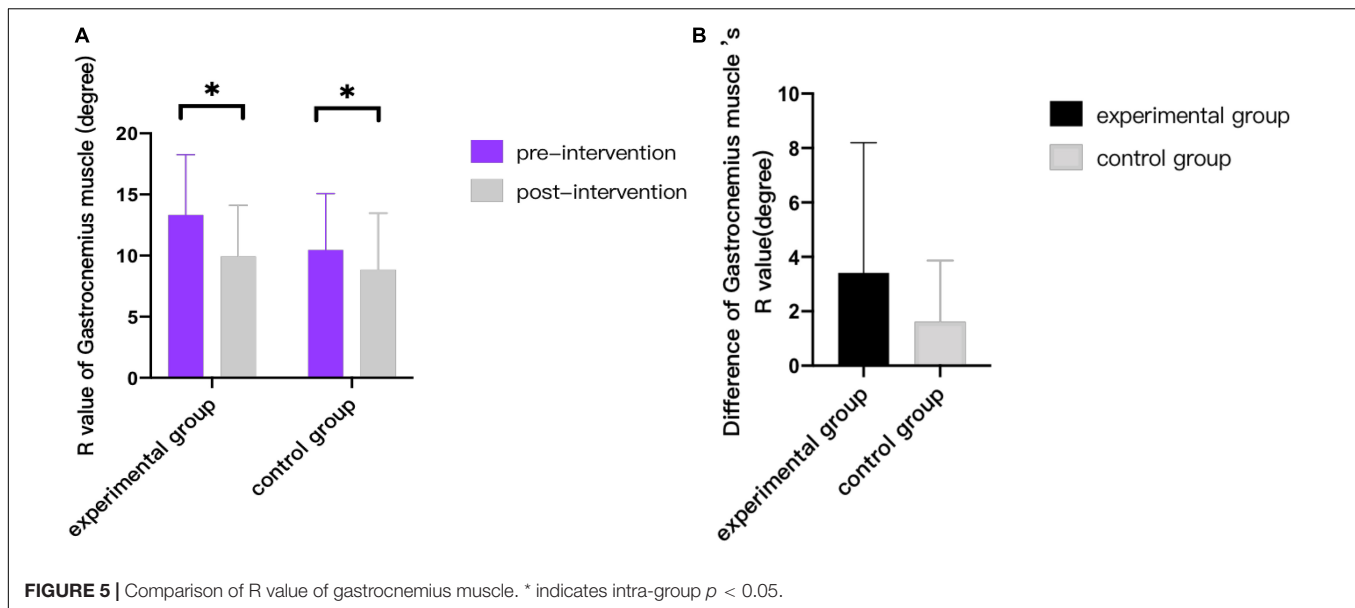 A
R value of Gastrocnemius muscle (degree)
20
15
10
5
0
*
*
experimental group
control group
pre−intervention
post−intervention
B
Difference of Gastrocnemius muscle ’s
R value(degree)
10
8
6
4
2
0
experimental group
control group
experimental group
control group
FIGURE 5 | Comparison of R value of gastrocnemius muscle. * indicates intra-group p < 0.05.